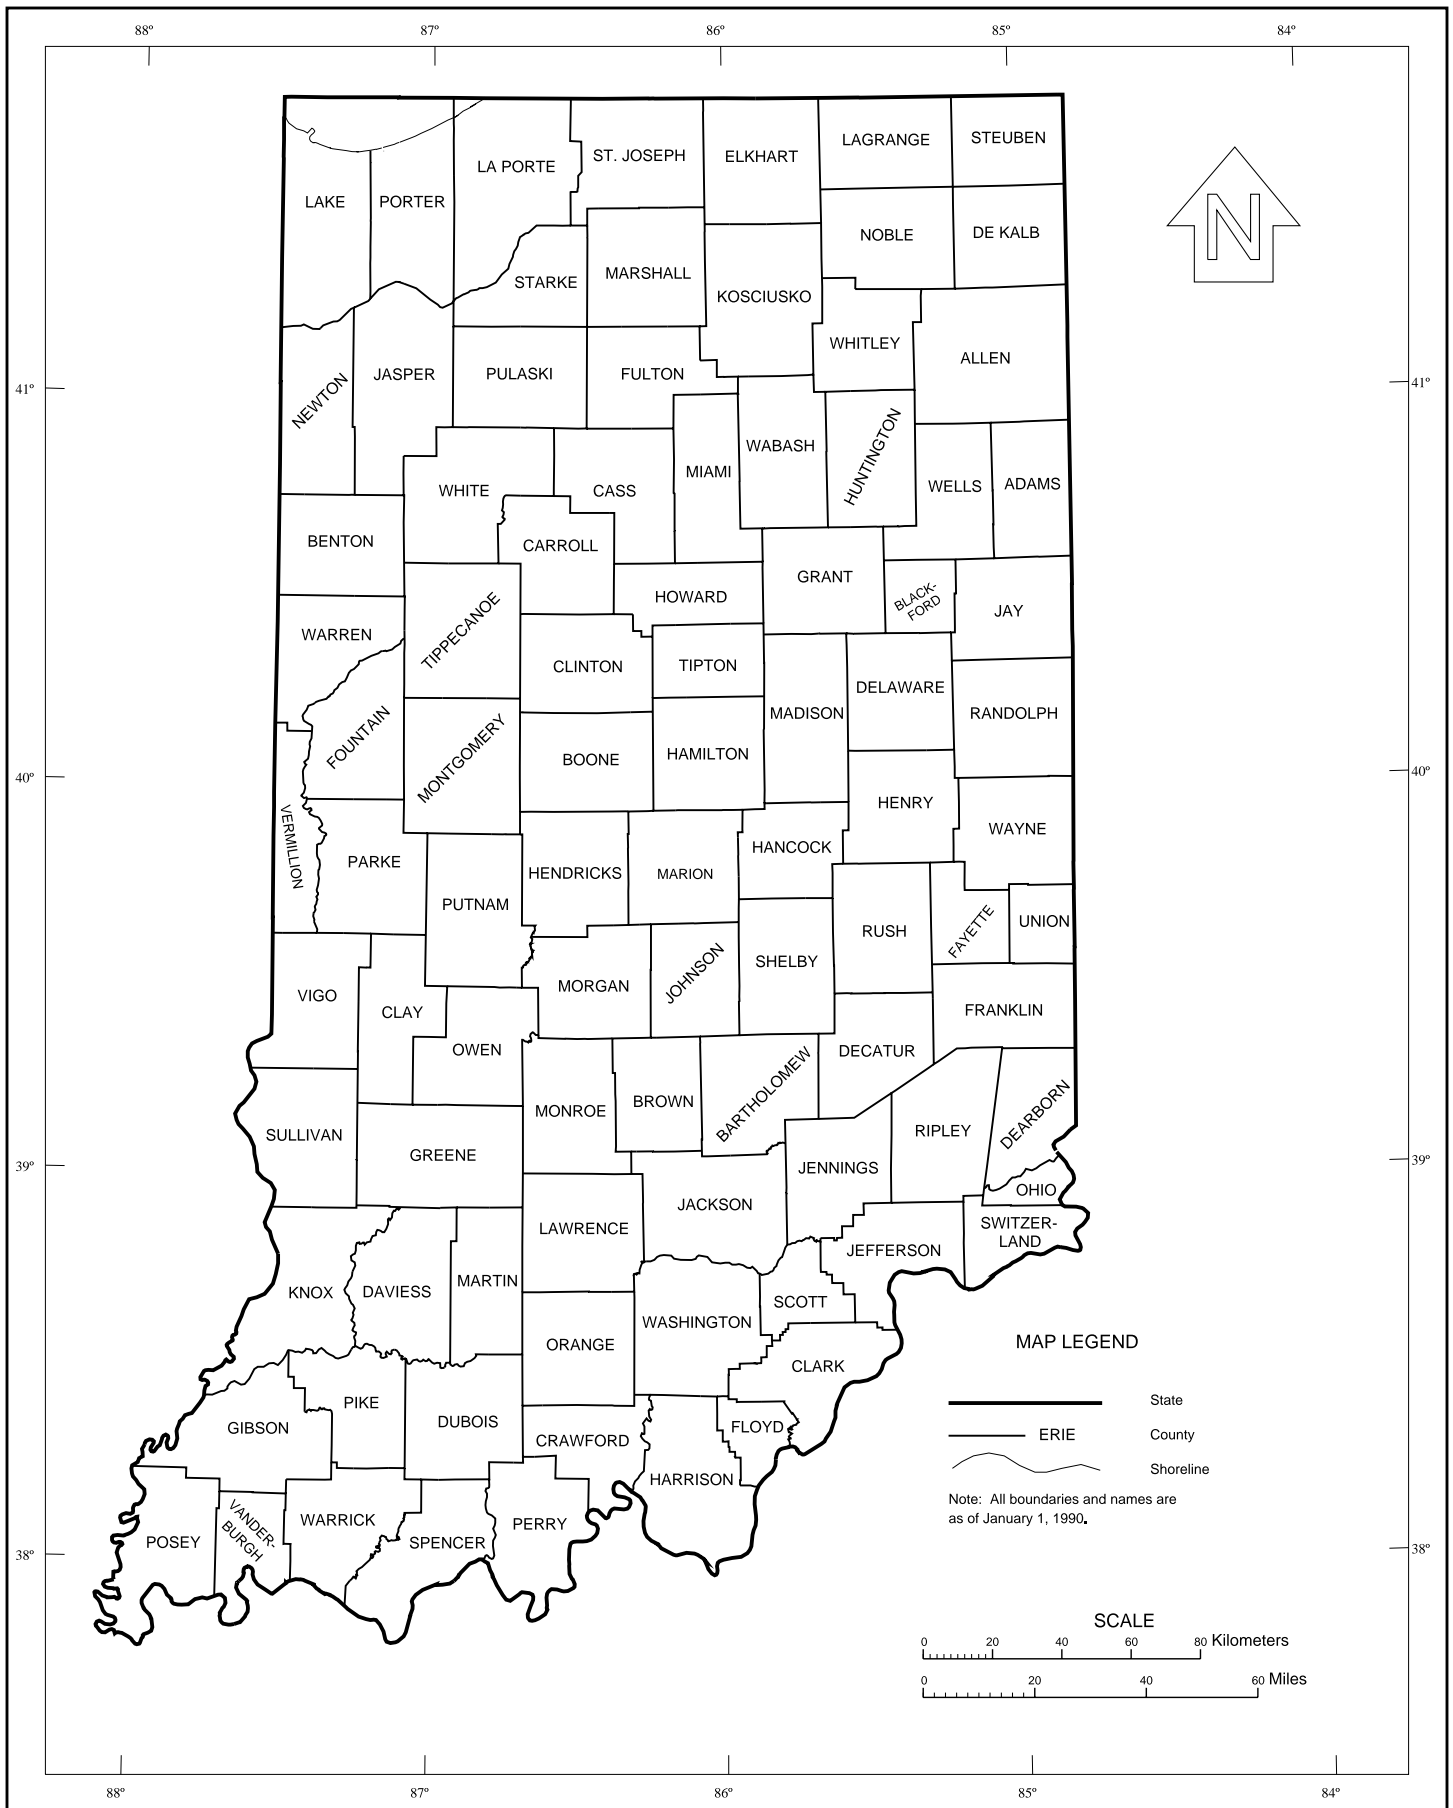 88º 87º 86º 85º 84º
LAGRANGE STEUBEN
LA PORTE ST. JOSEPH ELKHART
LAKE PORTER
NOBLE DE KALB
N
STARKE MARSHALL KOSCIUSKO
WHITLEY ALLEN
41º 41º
NEWTON JASPER PULASKI FULTON
WABASH HUNTINGTON
MIAMI
WHITE CASS WELLS ADAMS
BENTON CARROLL
GRANT
HOWARD BLACK-
FORD
JAY
WARREN TIPPECANOE
CLINTON TIPTON
DELAWARE
MADISON RANDOLPH
FOUNTAIN MONTGOMERY BOONE HAMILTON
40º 40º
HENRY
WAYNE
VERMILLION PARKE HENDRICKS MARION HANCOCK
PUTNAM
RUSH FAYETTE UNION
SHELBY
JOHNSON
MORGAN
VIGO CLAY FRANKLIN
OWEN DECATUR
MONROE BROWN BARTHOLOMEW
DEARBORN
SULLIVAN RIPLEY
GREENE JENNINGS
39º 39º
OHIO
JACKSON
LAWRENCE SWITZER-
LAND
JEFFERSON
KNOX DAVIESS MARTIN
SCOTT
WASHINGTON
ORANGE
CLARK
MAP LEGEND
PIKE
GIBSON DUBOIS CRAWFORD FLOYD
HARRISON
State
ERIE County
Shoreline
Note: All boundaries and names are
as of January 1, 1990.
POSEY VANDER-
BURGH
WARRICK SPENCER PERRY
38º 38º
SCALE
0 20 40 60 80 Kilometers
0 20 40 60 Miles
88º 87º 86º 85º 84º